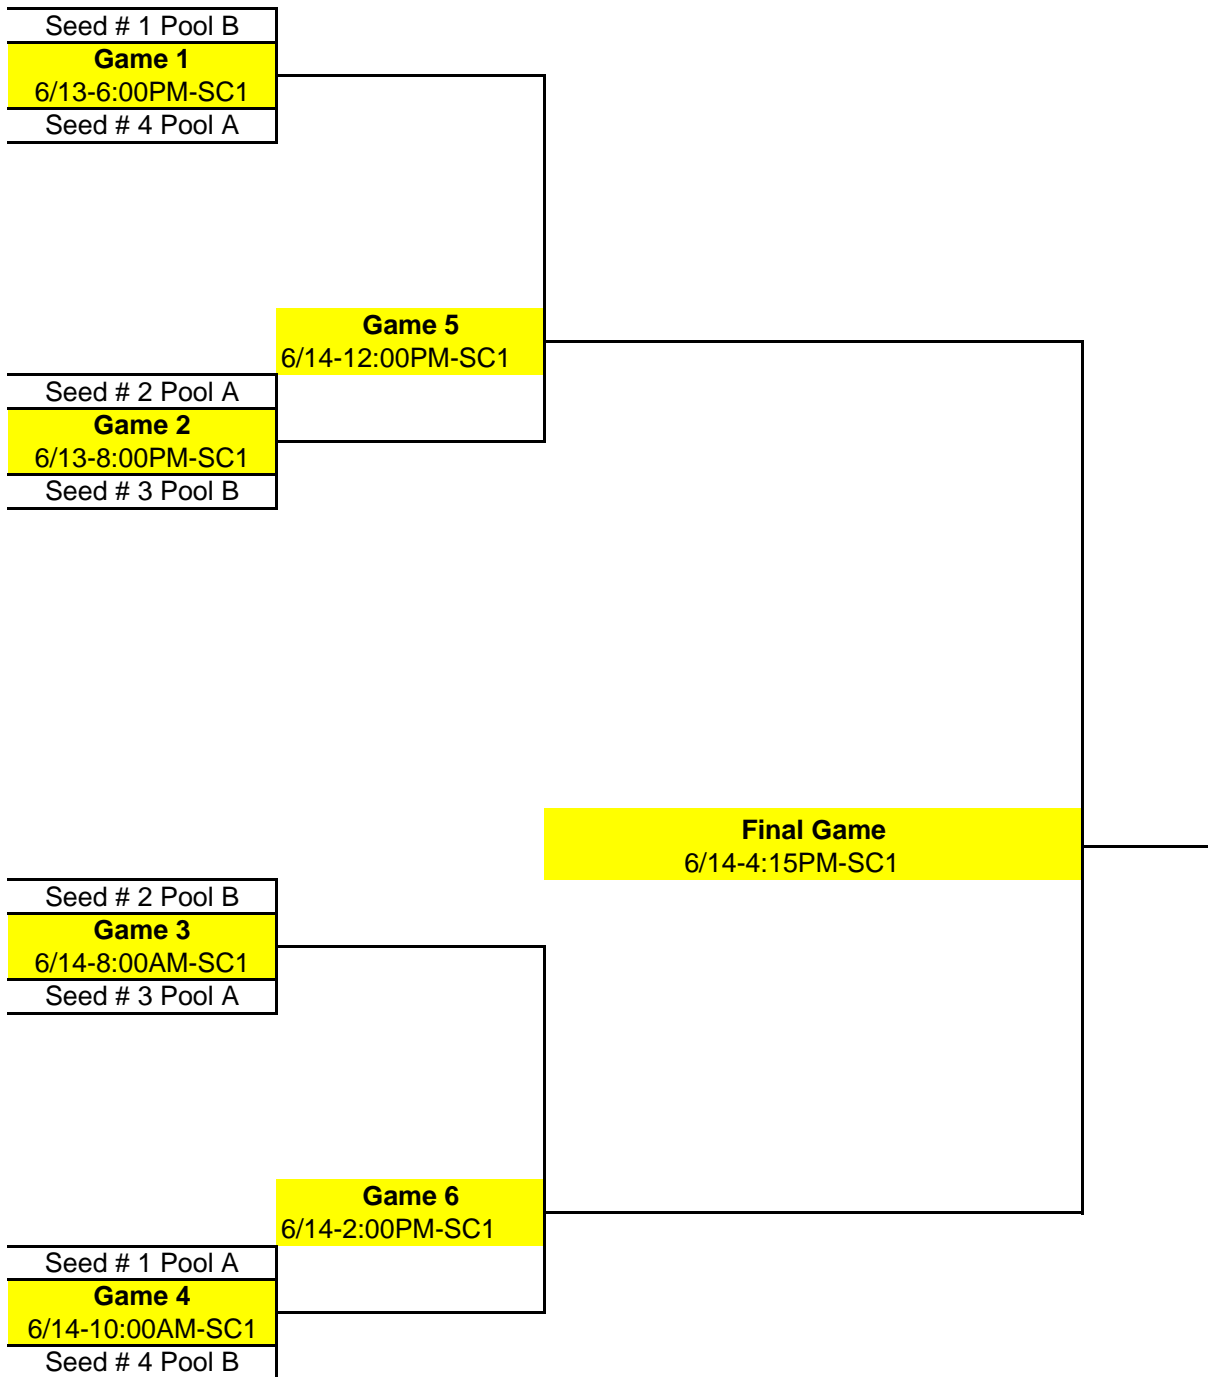 Seed # 1 Pool B
Game 1
6/13-6:00PM-SC1
Seed # 4 Pool A
Game 5
6/14-12:00PM-SC1
Seed # 2 Pool A
Game 2
6/13-8:00PM-SC1
Seed # 3 Pool B
Final Game
6/14-4:15PM-SC1
Seed # 2 Pool B
Game 3
6/14-8:00AM-SC1
Seed # 3 Pool A
Game 6
6/14-2:00PM-SC1
Seed # 1 Pool A
Game 4
6/14-10:00AM-SC1
Seed # 4 Pool B